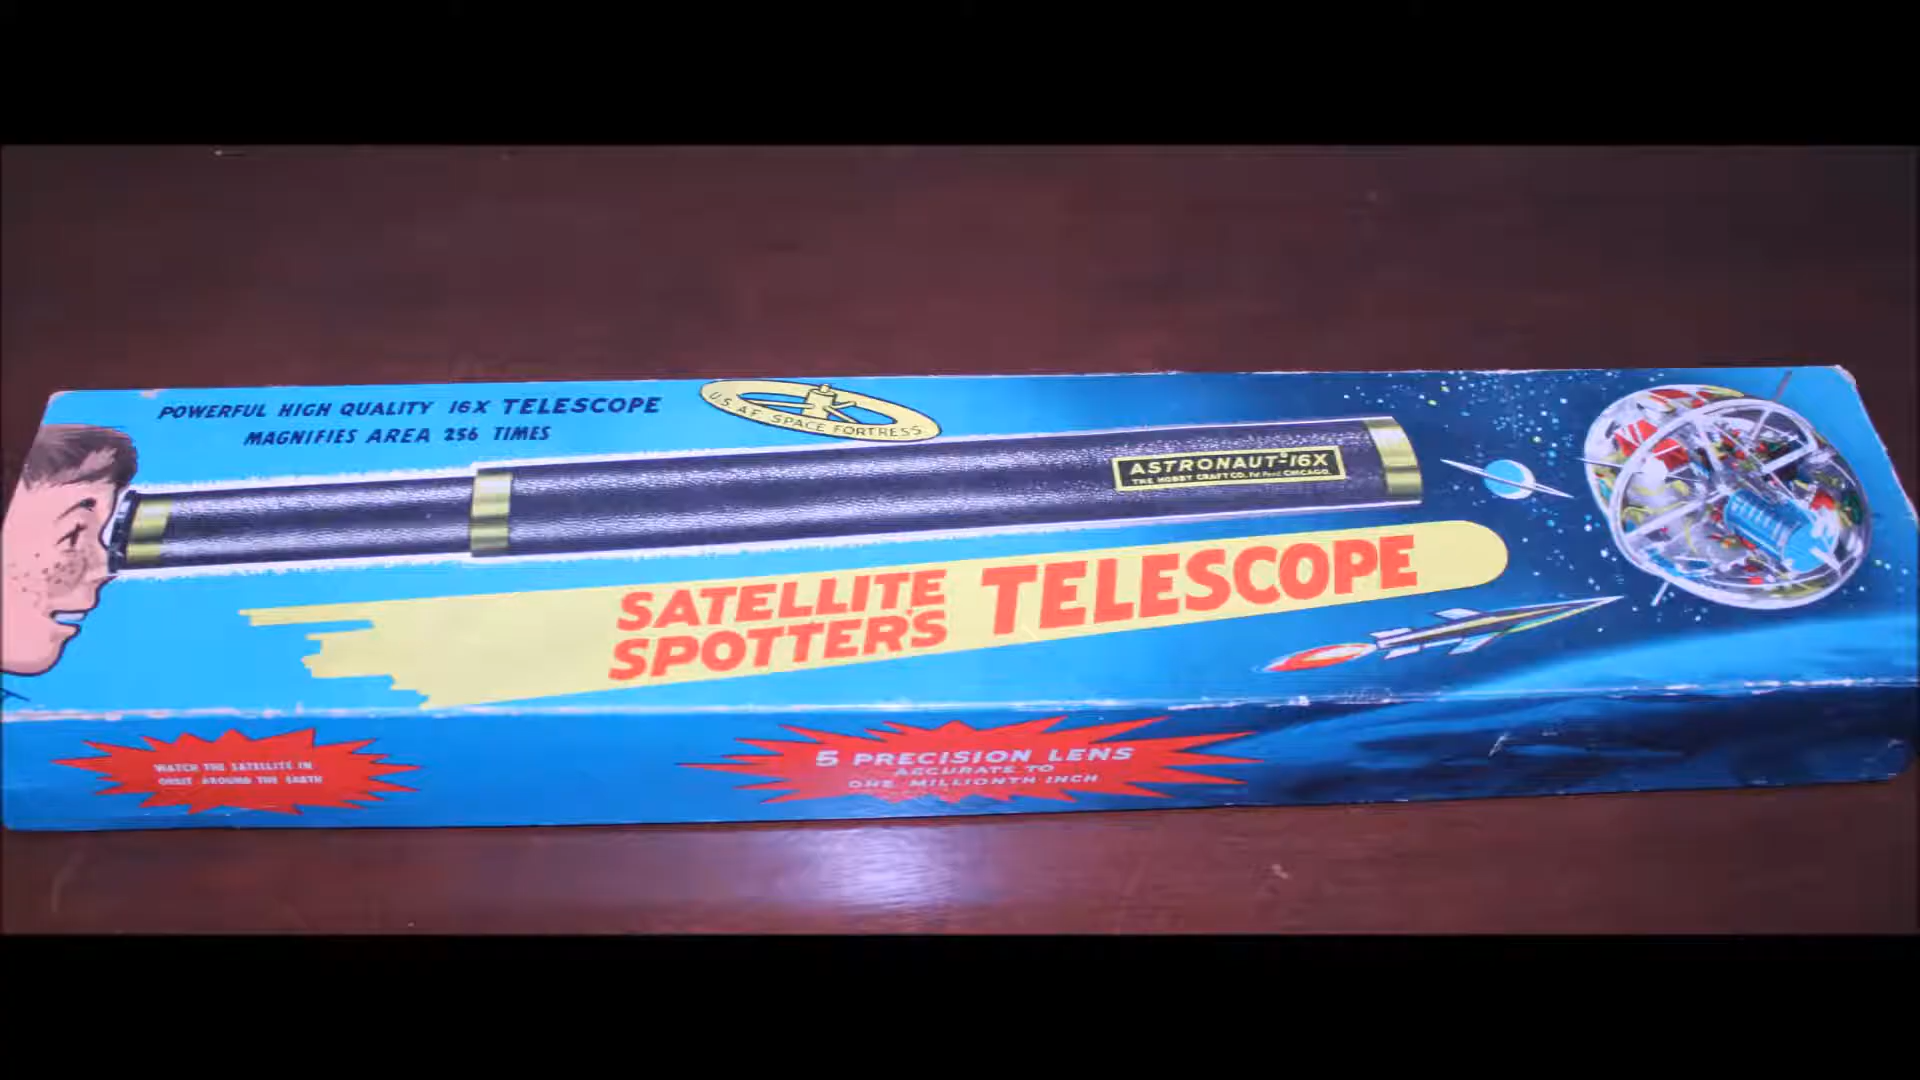 POWERFUL HIGH QUALITY 16X TELESCOPE
MAGNIFIES AREA 256 TIMES
U.S.A.F. SPACE FORTRESS
ASTRONAUT-16X
THE HOBBY CRAFT CO. CHICAGO
SATELLITE
SPOTTER'S
TELESCOPE
WATCH THE SATELLITE IN
ORBIT AROUND THE EARTH
5 PRECISION LENS
ACCURATE TO
ONE MILLIONTH INCH